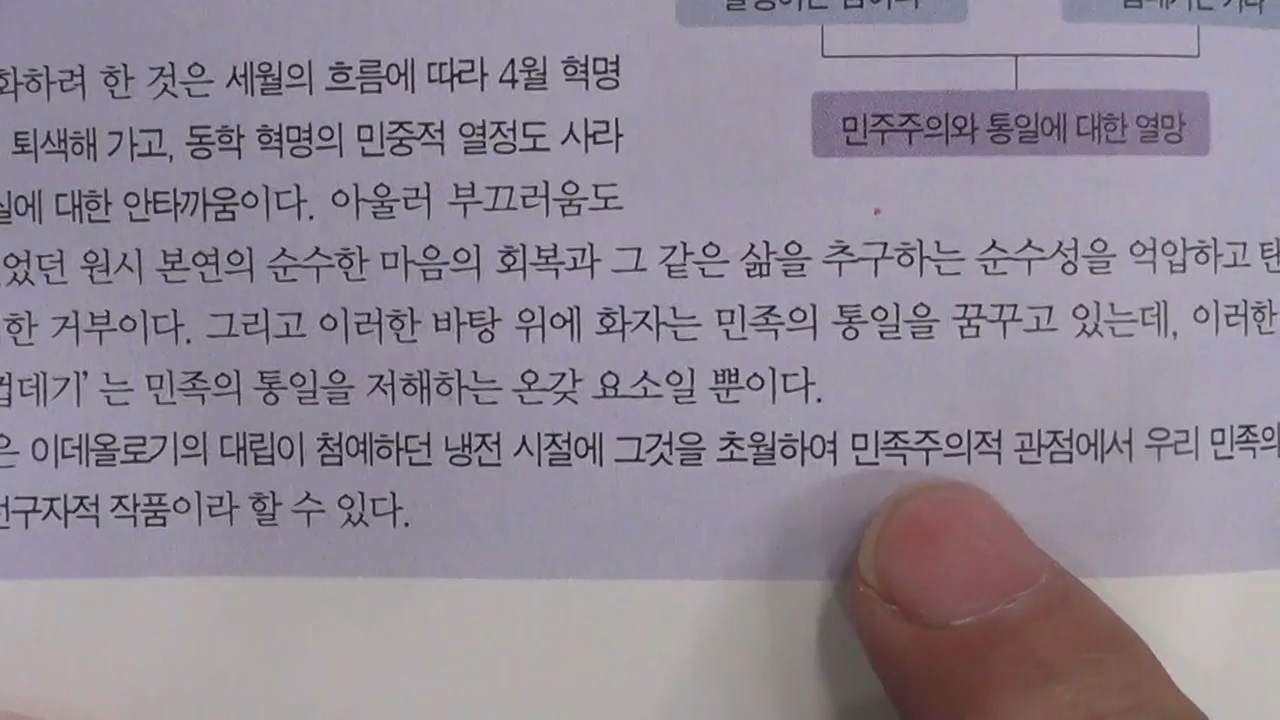 민주주의와 통일에 대한 열망
화하려 한 것은 세월의 흐름에 따라 4월 혁명
퇴색해 가고, 동학 혁명의 민중적 열정도 사라
에 대한 안타까움이다. 아울러 부끄러움도
었던 원시 본연의 순수한 마음의 회복과 그 같은 삶을 추구하는 순수성을 억압하고
한 거부이다. 그리고 이러한 바탕 위에 화자는 민족의 통일을 꿈꾸고 있는데, 이러한
껍데기’는 민족의 통일을 저해하는 온갖 요소일 뿐이다.
은 이데올로기의 대립이 첨예하던 냉전 시절에 그것을 초월하여 민족주의적 관점에서 우리 민족의
선구자적 작품이라 할 수 있다.